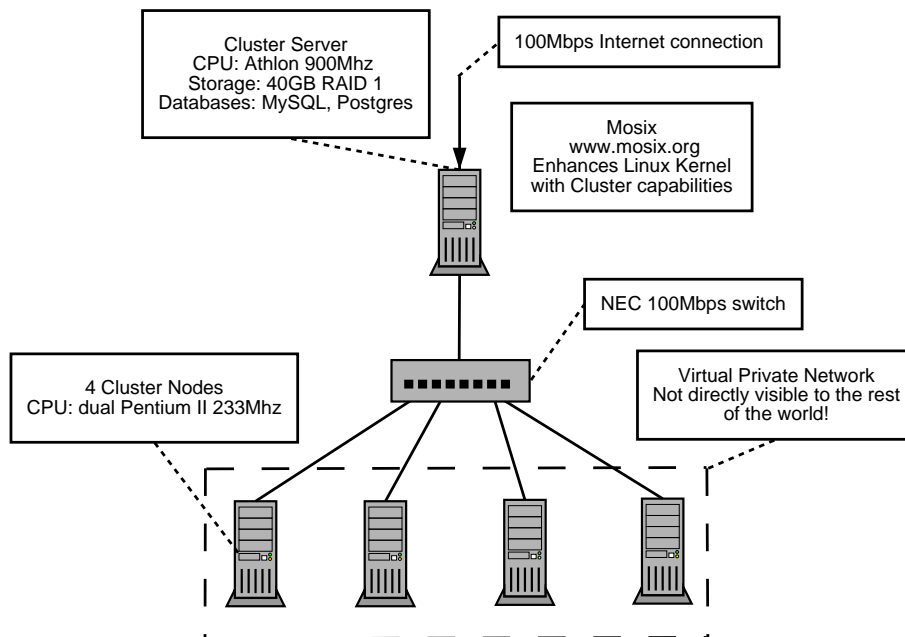 Cluster Server
CPU: Athlon 900Mhz
Storage: 40GB RAID 1
Databases: MySQL, Postgres
100Mbps Internet connection
Mosix
www.mosix.org
Enhances Linux Kernel
with Cluster capabilities
NEC 100Mbps switch
4 Cluster Nodes
CPU: dual Pentium II 233Mhz
Virtual Private Network
Not directly visible to the rest
of the world!